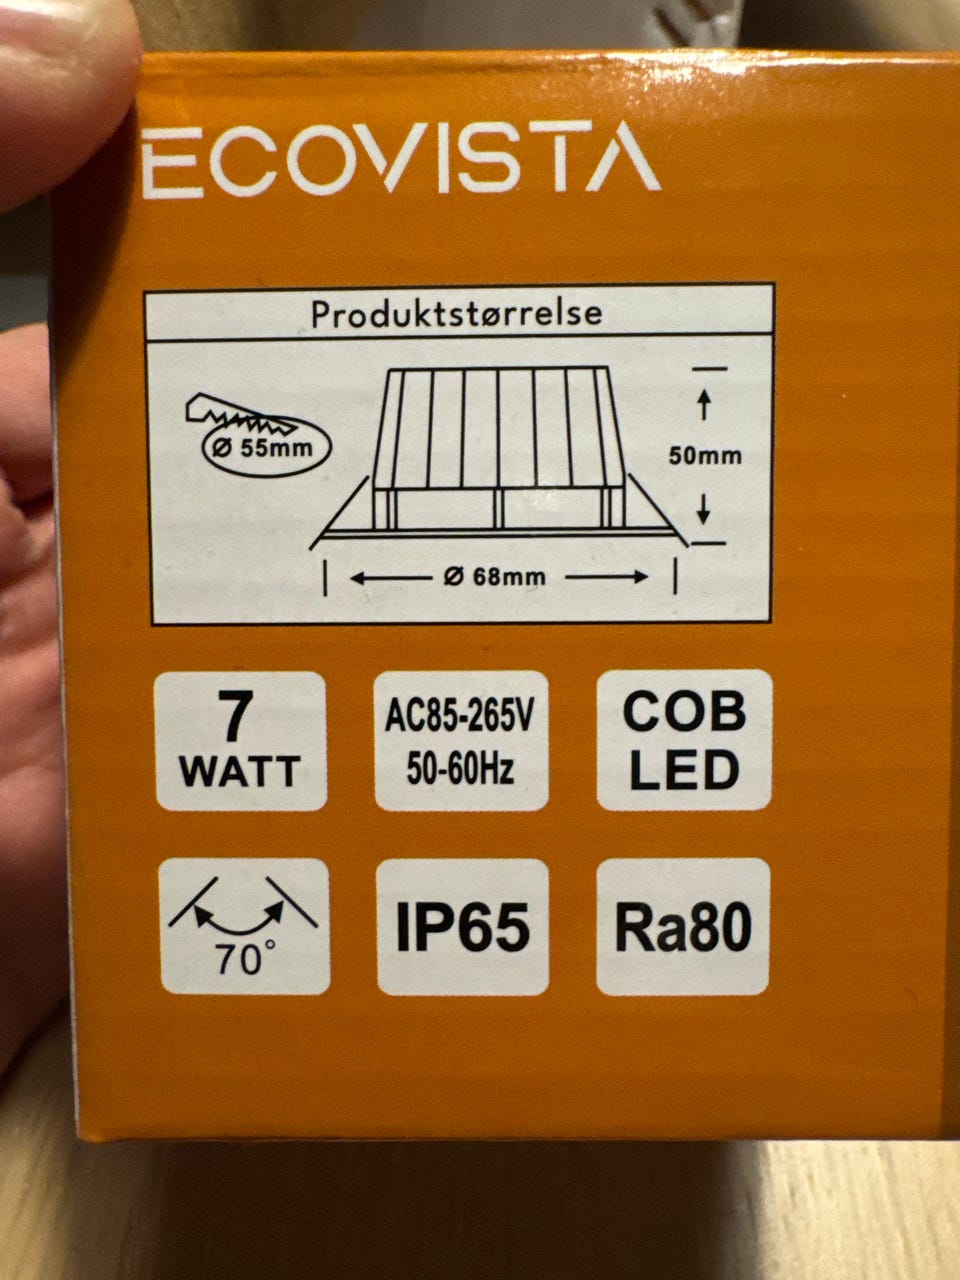 ECOVISTA
Produktstørrelse
Ø 55mm
50mm
Ø 68mm
7
WATT
AC85-265V
50-60Hz
COB
LED
70°
IP65
Ra80